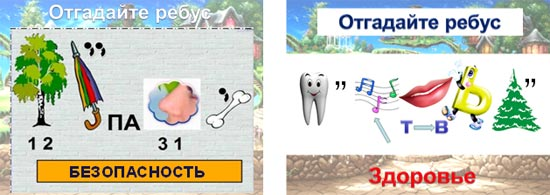 Отгадайте ребус
,,
ПА
,
1 2
3 1
БЕЗОПАСНОСТЬ
Отгадайте ребус
,,
Ь
,,
Т В
Здоровье